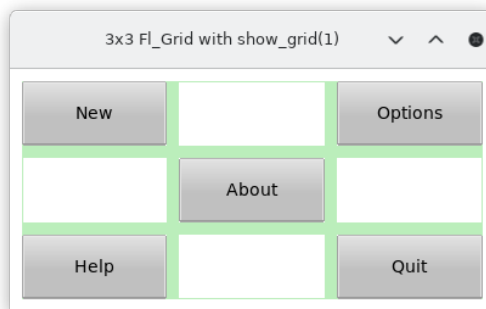 3x3 Fl_Grid with show_grid(1)
New
Options
About
Help
Quit